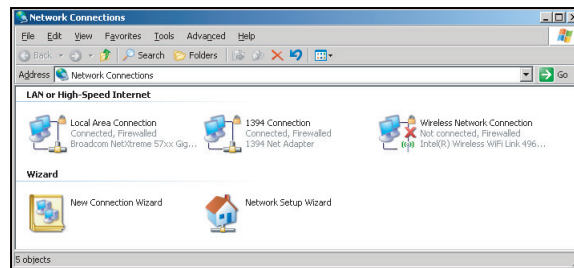 Network Connections
File Edit View Favorites Tools Advanced Help
Back Search Folders
Address Network Connections Go
LAN or High-Speed Internet
Local Area Connection
Connected, Firewalled
Broadcom NetXtreme 57xx Gig...
1394 Connection
Connected, Firewalled
1394 Net Adapter
Wireless Network Connection
Not connected, Firewalled
Intel(R) Wireless WiFi Link 496...
Wizard
New Connection Wizard
Network Setup Wizard
5 objects